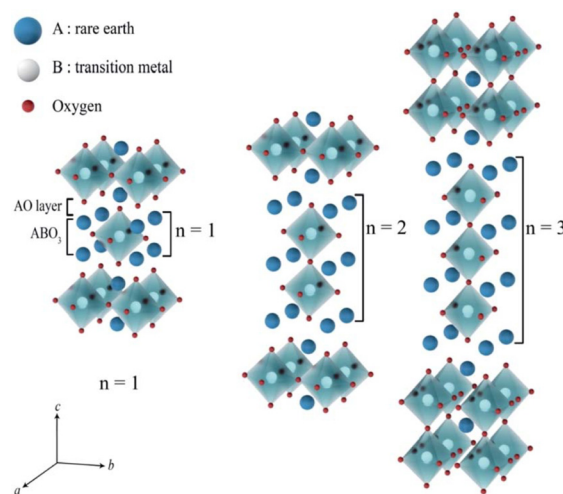 A : rare earth
B : transition metal
Oxygen
AO layer
ABO₃
n = 1
n = 2
n = 3
n = 1
c
b
a